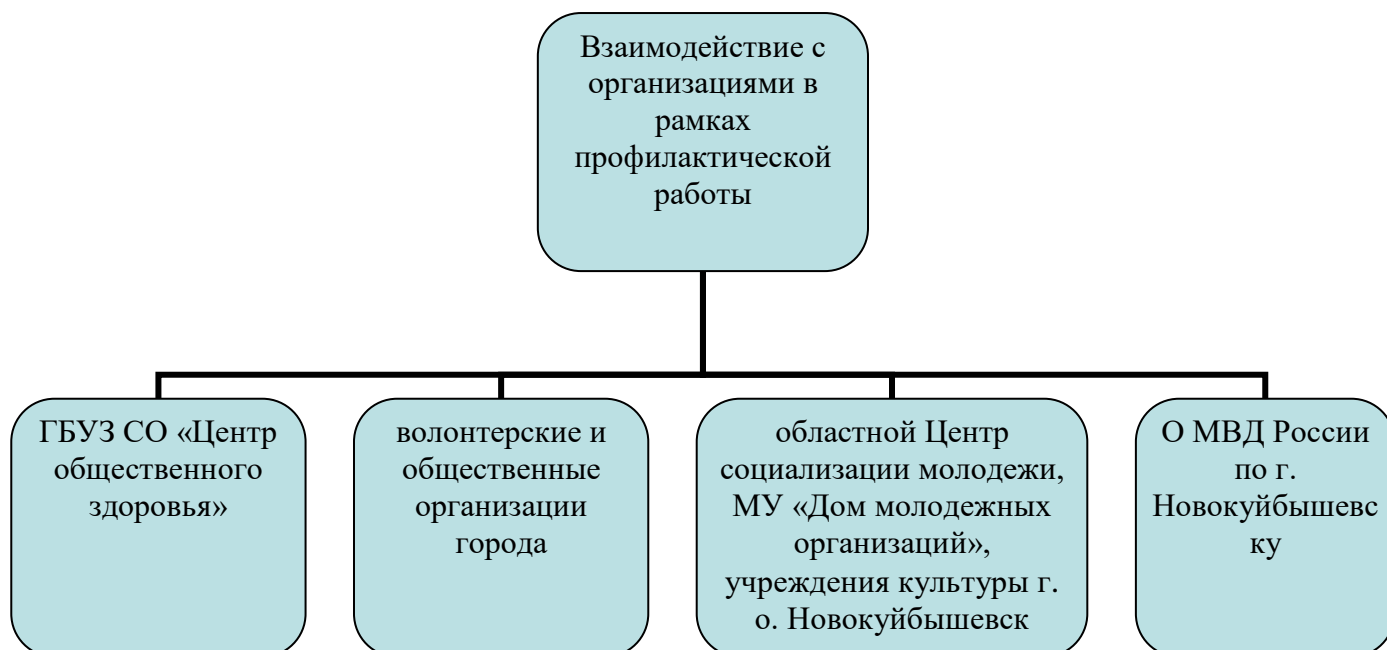 Взаимодействие с
организациями в
рамках
профилактической
работы
ГБУЗ СО «Центр
общественного
здоровья»
волонтерские и
общественные
организации
города
областной Центр
социализации молодежи,
МУ «Дом молодежных
организаций»,
учреждения культуры г.
о. Новокуйбышевск
О МВД России
по г.
Новокуйбышевс
ку